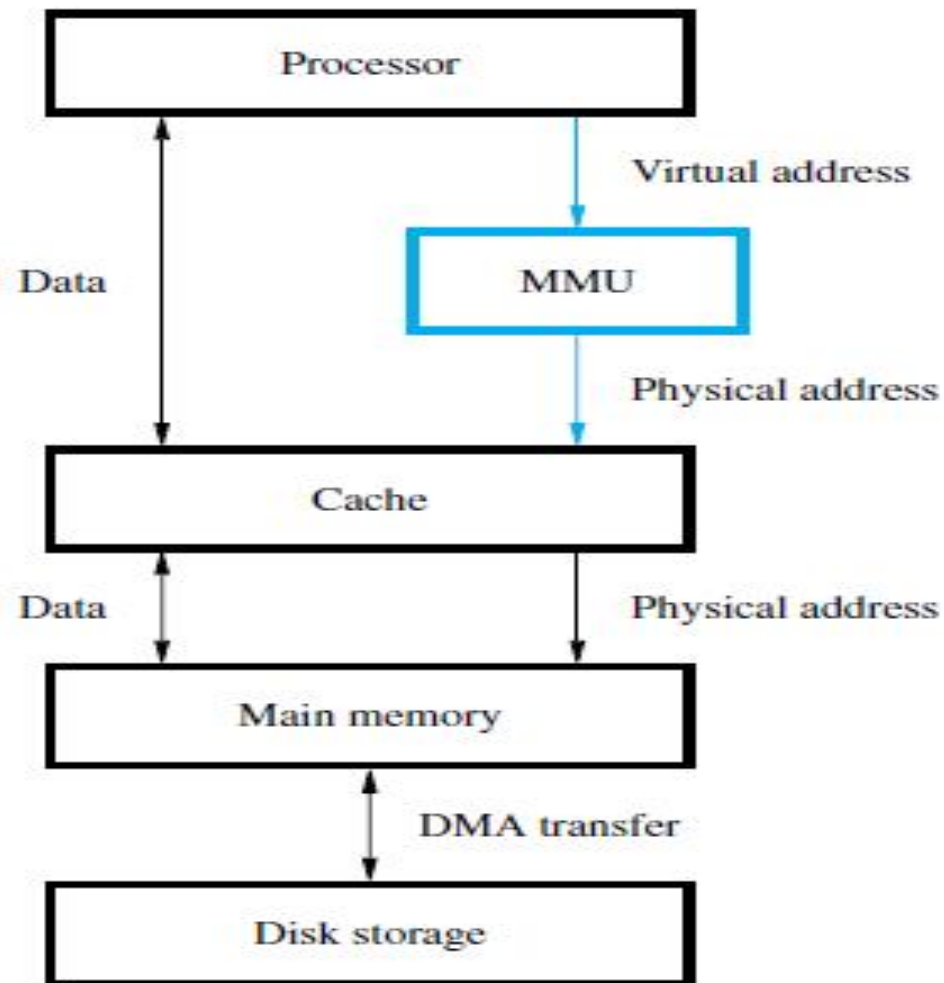 Processor
Virtual address
Data
MMU
Physical address
Cache
Data
Physical address
Main memory
DMA transfer
Disk storage